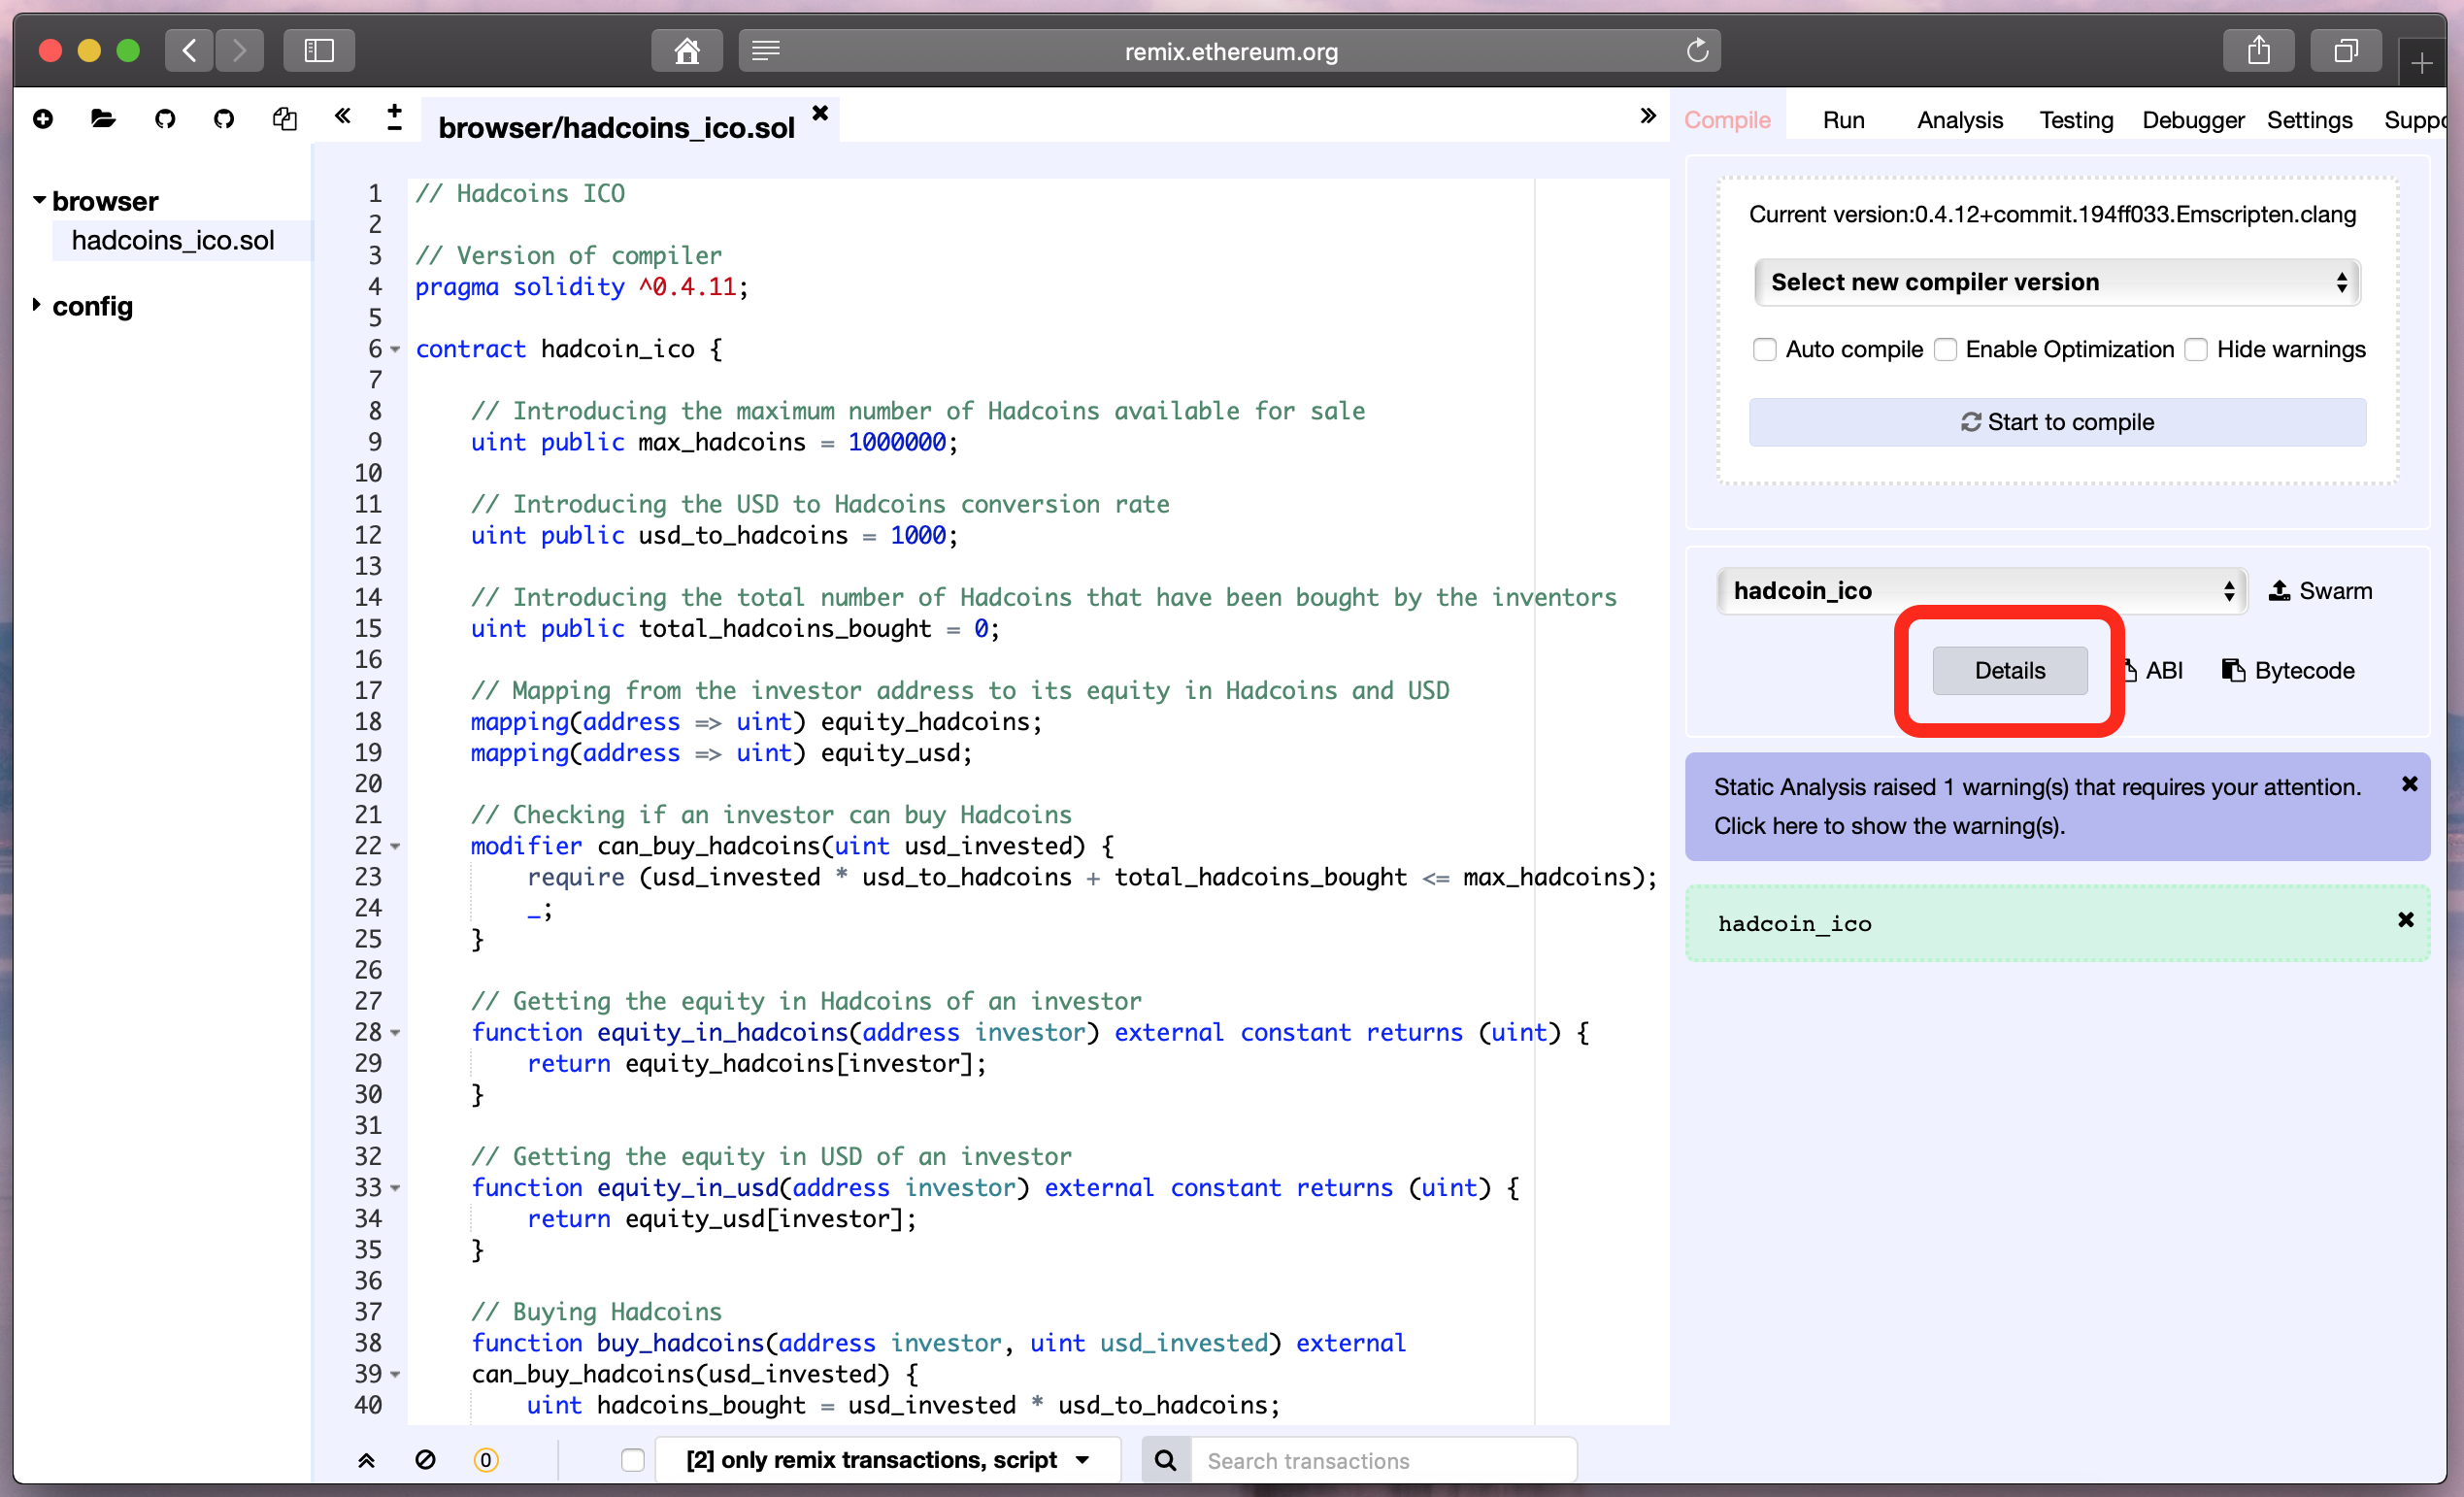 remix.ethereum.org
browser/hadcoins_ico.sol
Compile Run Analysis Testing Debugger Settings Suppo
browser
hadcoins_ico.sol
config
1 // Hadcoins ICO
2
3 // Version of compiler
4 pragma solidity ^0.4.11;
5
6 contract hadcoin_ico {
7
8 // Introducing the maximum number of Hadcoins available for sale
9 uint public max_hadcoins = 1000000;
10
11 // Introducing the USD to Hadcoins conversion rate
12 uint public usd_to_hadcoins = 1000;
13
14 // Introducing the total number of Hadcoins that have been bought by the inventors
15 uint public total_hadcoins_bought = 0;
16
17 // Mapping from the investor address to its equity in Hadcoins and USD
18 mapping(address => uint) equity_hadcoins;
19 mapping(address => uint) equity_usd;
20
21 // Checking if an investor can buy Hadcoins
22 modifier can_buy_hadcoins(uint usd_invested) {
23 require (usd_invested * usd_to_hadcoins + total_hadcoins_bought <= max_hadcoins);
24 _;
25 }
26
27 // Getting the equity in Hadcoins of an investor
28 function equity_in_hadcoins(address investor) external constant returns (uint) {
29 return equity_hadcoins[investor];
30 }
31
32 // Getting the equity in USD of an investor
33 function equity_in_usd(address investor) external constant returns (uint) {
34 return equity_usd[investor];
35 }
36
37 // Buying Hadcoins
38 function buy_hadcoins(address investor, uint usd_invested) external
39 can_buy_hadcoins(usd_invested) {
40 uint hadcoins_bought = usd_invested * usd_to_hadcoins;
0
[2] only remix transactions, script
Search transactions
Current version:0.4.12+commit.194ff033.Emscripten.clang
Select new compiler version
Auto compile Enable Optimization Hide warnings
Start to compile
hadcoin_ico Swarm
Details ABI Bytecode
Static Analysis raised 1 warning(s) that requires your attention.
Click here to show the warning(s).
hadcoin_ico